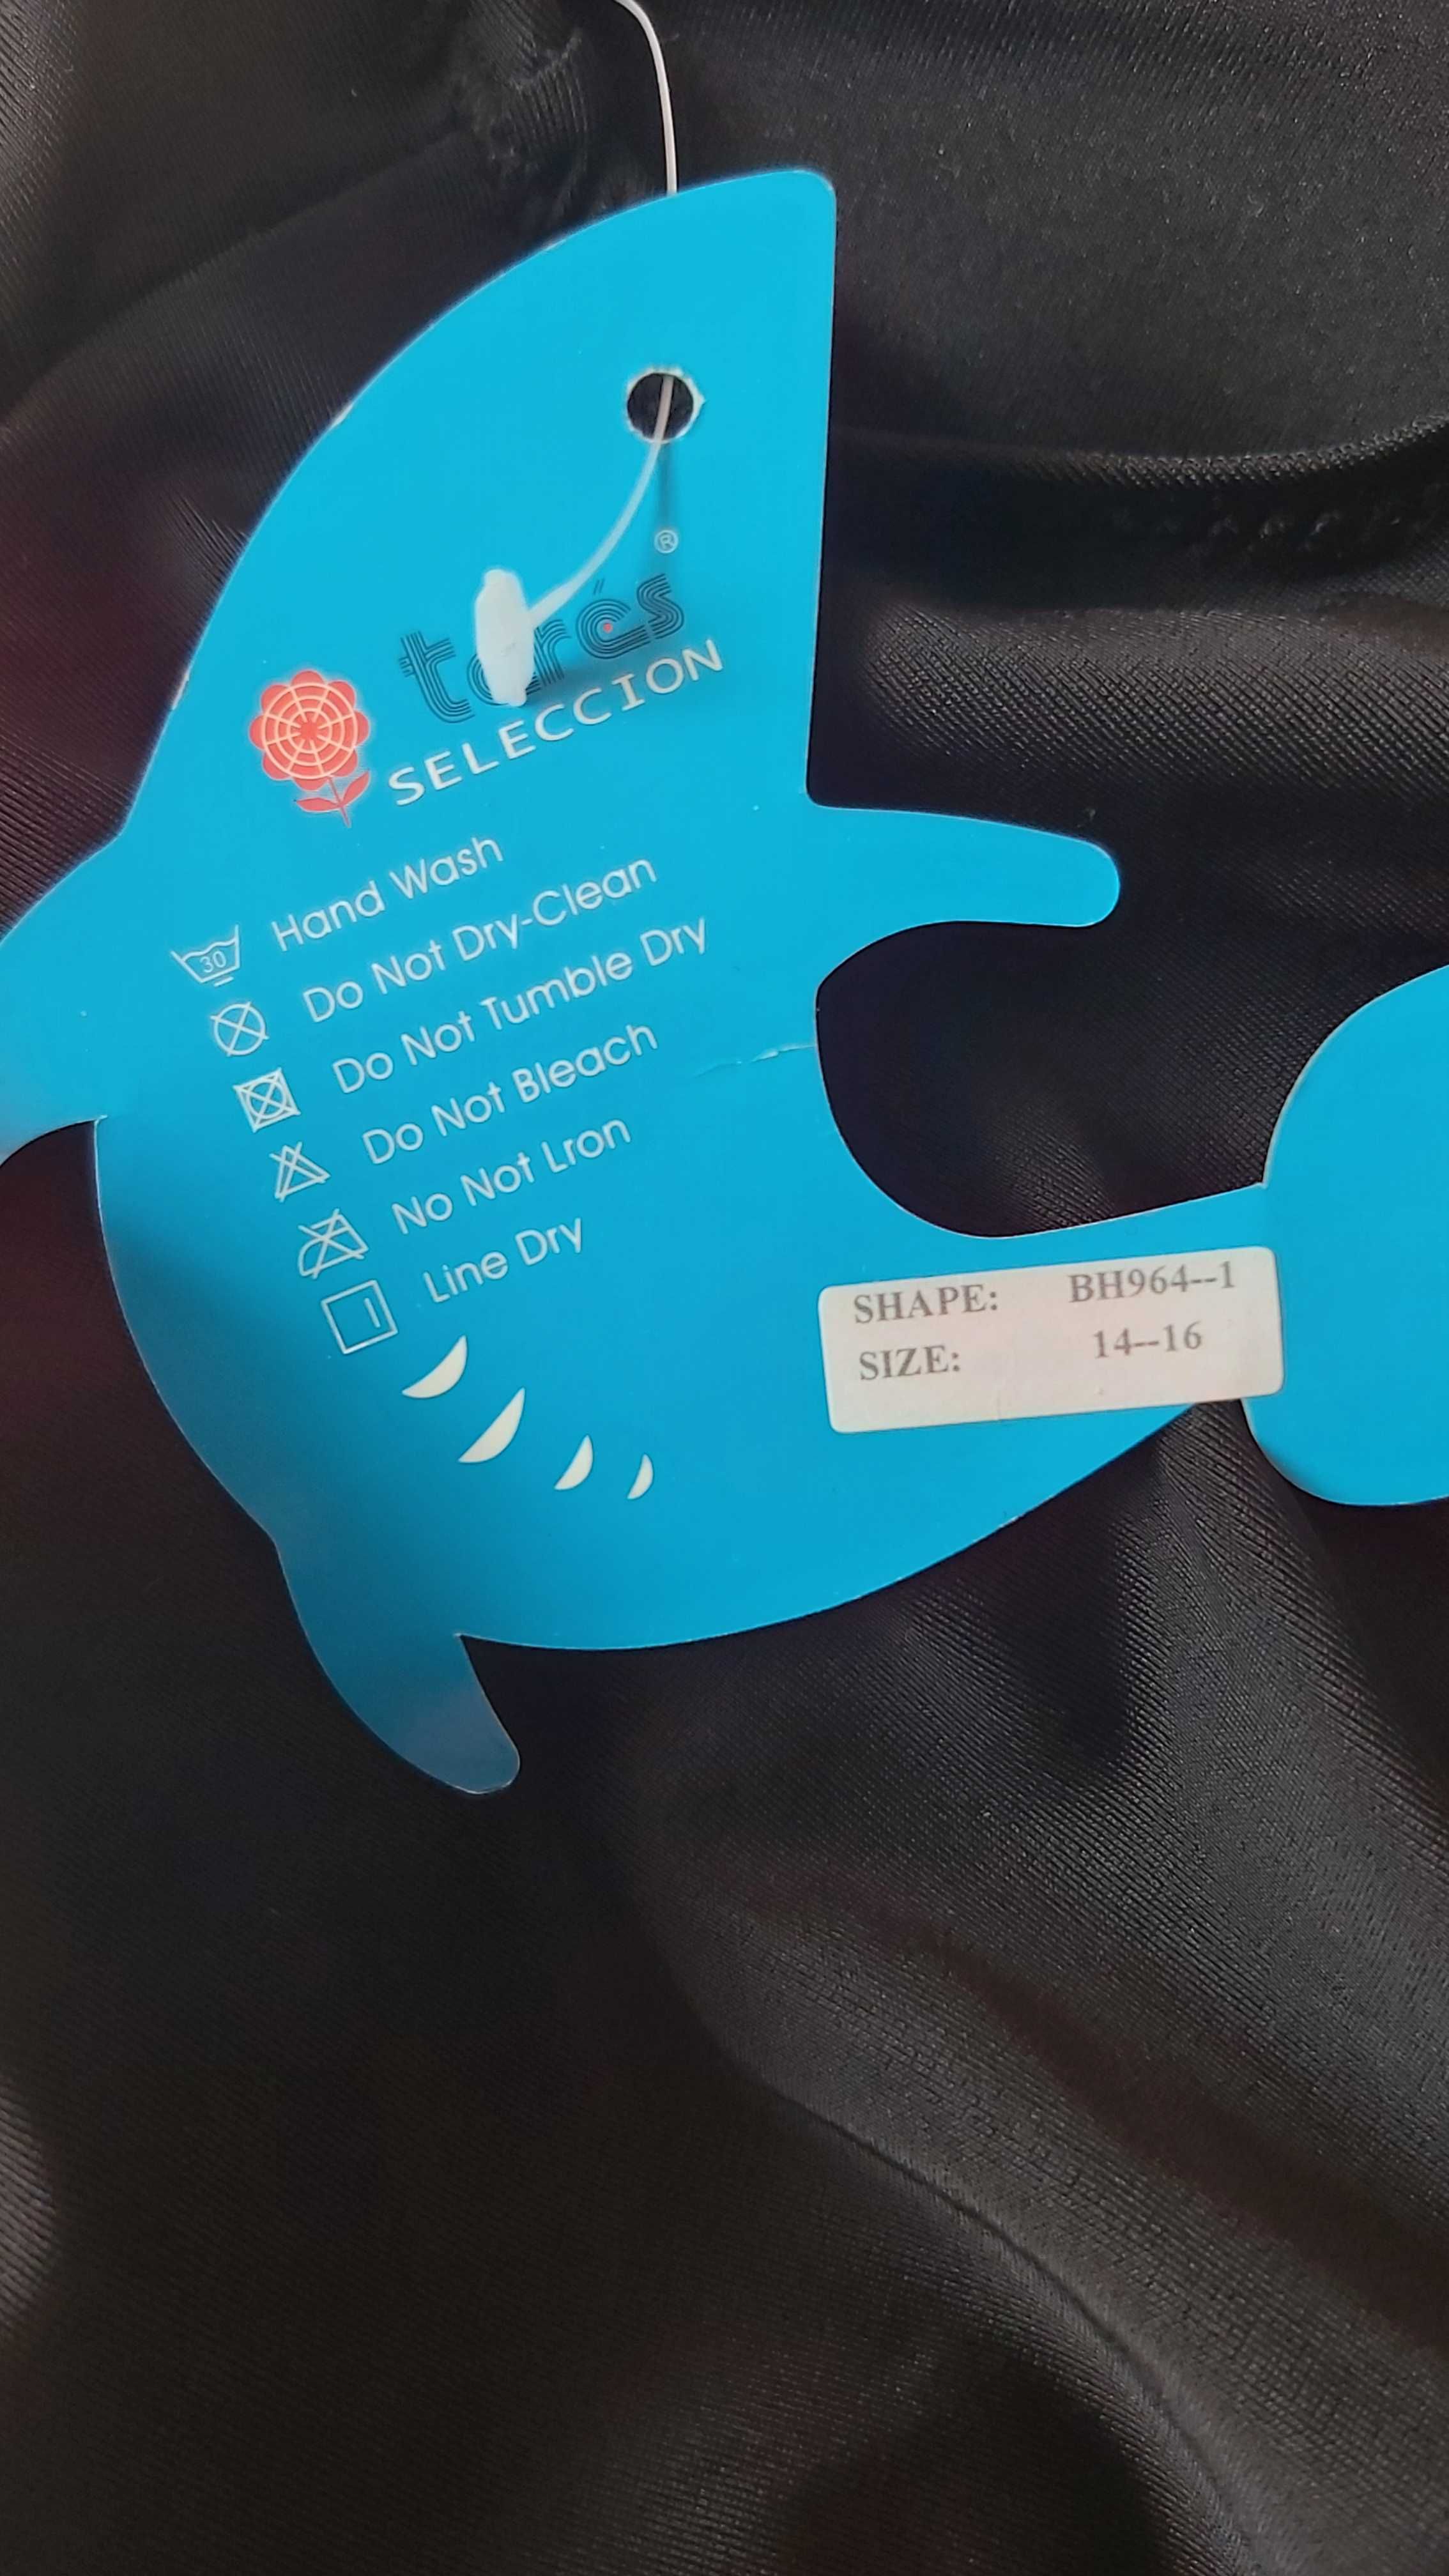 ®
SELECCION
30 Hand Wash
Do Not Dry-Clean
Do Not Tumble Dry
Do Not Bleach
No Not Lron
Line Dry
SHAPE: BH964--1
SIZE: 14--16